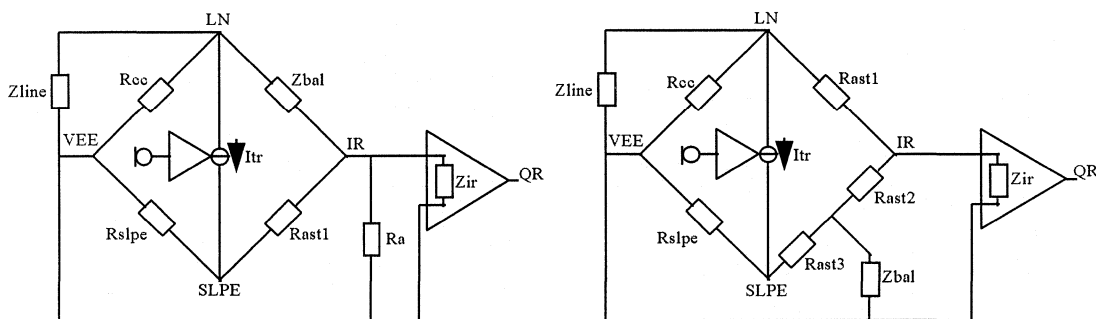 LN
Rcc
Zbal
Zline
VEE
IR
Itr
Zir
QR
Rslpe
Rast1
Ra
SLPE
LN
Rcc
Rast1
Zline
VEE
IR
Itr
Zir
QR
Rast2
Rslpe
Rast3
Zbal
SLPE